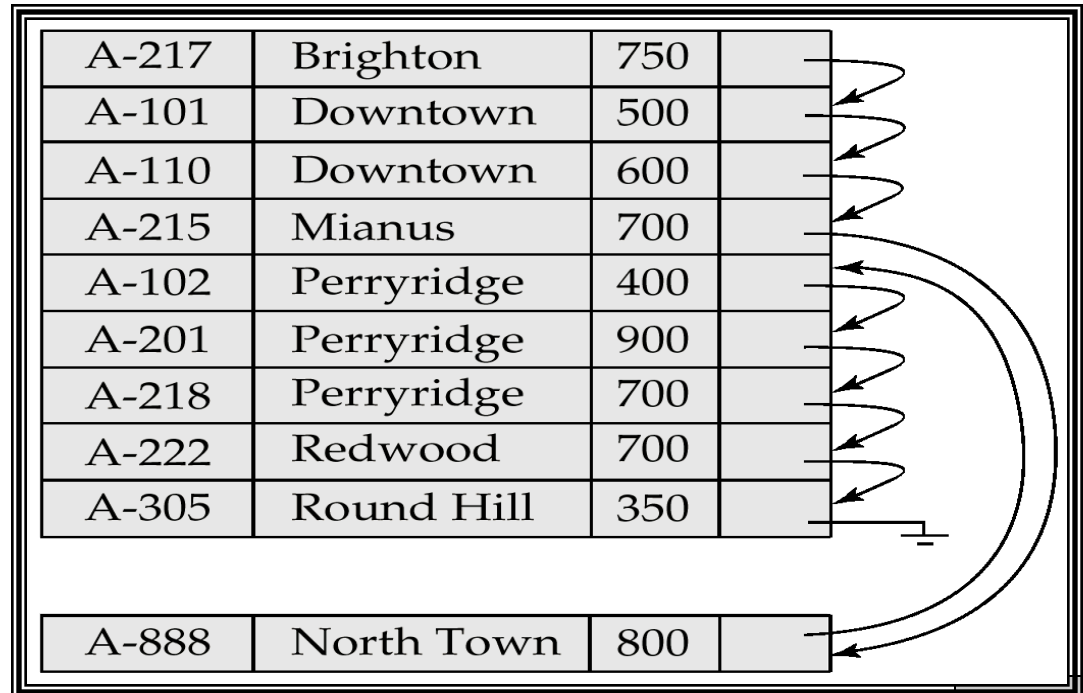 A-217 Brighton 750
A-101 Downtown 500
A-110 Downtown 600
A-215 Mianus 700
A-102 Perryridge 400
A-201 Perryridge 900
A-218 Perryridge 700
A-222 Redwood 700
A-305 Round Hill 350
A-888 North Town 800